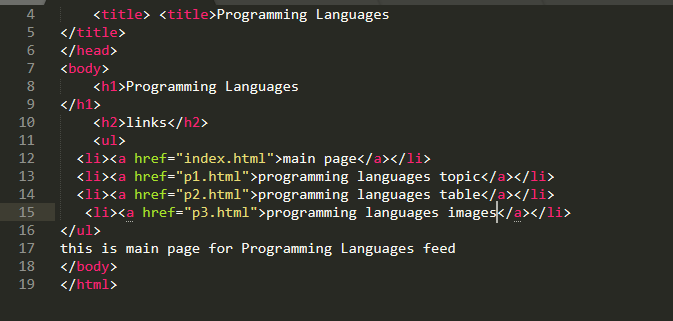 4 <title> <title>Programming Languages
5 </title>
6 </head>
7 <body>
8 <h1>Programming Languages
9 </h1>
10 <h2>links</h2>
11 <ul>
12 <li><a href="index.html">main page</a></li>
13 <li><a href="p1.html">programming languages topic</a></li>
14 <li><a href="p2.html">programming languages table</a></li>
15 <li><a href="p3.html">programming languages images</a></li>
16 </ul>
17 this is main page for Programming Languages feed
18 </body>
19 </html>